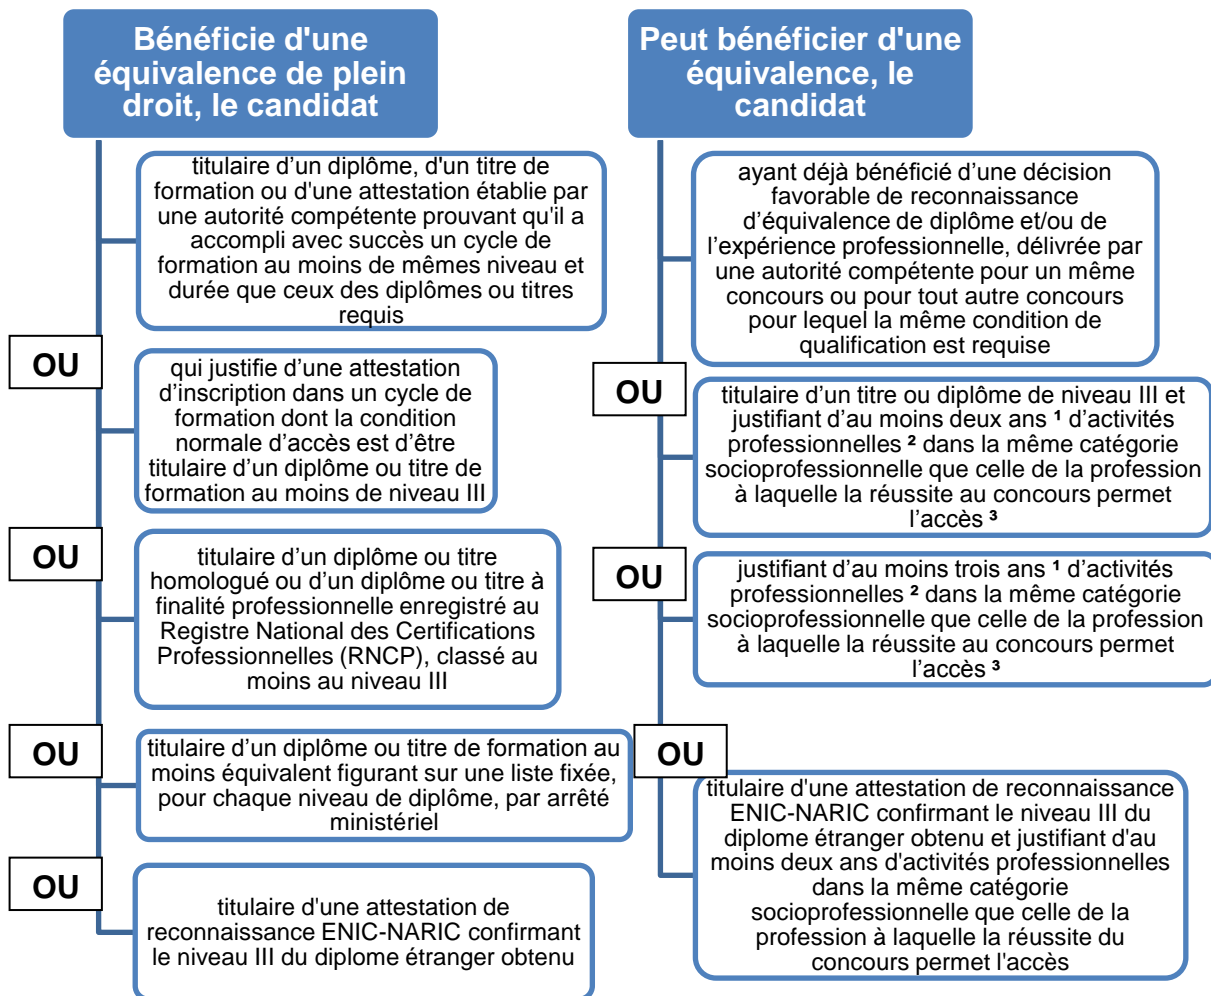 Bénéficie d'une
équivalence de plein
droit, le candidat
titulaire d’un diplôme, d'un titre de
formation ou d'une attestation établie par
une autorité compétente prouvant qu'il a
accompli avec succès un cycle de
formation au moins de mêmes niveau et
durée que ceux des diplômes ou titres
requis
OU
qui justifie d’une attestation
d’inscription dans un cycle de
formation dont la condition
normale d’accès est d’être
titulaire d’un diplôme ou titre de
formation au moins de niveau III
OU
titulaire d’un diplôme ou titre
homologué ou d’un diplôme ou titre à
finalité professionnelle enregistré au
Registre National des Certifications
Professionnelles (RNCP), classé au
moins au niveau III
OU
titulaire d’un diplôme ou titre de formation au
moins équivalent figurant sur une liste fixée,
pour chaque niveau de diplôme, par arrêté
ministériel
OU
titulaire d'une attestation de
reconnaissance ENIC-NARIC confirmant
le niveau III du diplome étranger obtenu
Peut bénéficier d'une
équivalence, le
candidat
ayant déjà bénéficié d’une décision
favorable de reconnaissance
d’équivalence de diplôme et/ou de
l’expérience professionnelle, délivrée par
une autorité compétente pour un même
concours ou pour tout autre concours
pour lequel la même condition de
qualification est requise
OU
titulaire d’un titre ou diplôme de niveau III et
justifiant d’au moins deux ans ¹ d’activités
professionnelles ² dans la même catégorie
socioprofessionnelle que celle de la profession
à laquelle la réussite au concours permet
l’accès ³
OU
justifiant d’au moins trois ans ¹ d’activités
professionnelles ² dans la même catégorie
socioprofessionnelle que celle de la profession
à laquelle la réussite au concours permet
l’accès ³
OU
titulaire d'une attestation de reconnaissance
ENIC-NARIC confirmant le niveau III du
diplome étranger obtenu et justifiant d'au
moins deux ans d'activités professionnelles
dans la même catégorie
socioprofessionnelle que celle de la
profession à laquelle la réussite du
concours permet l'accès